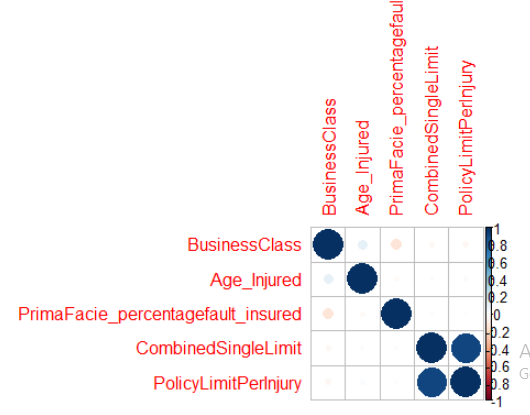 BusinessClass
Age_Injured
PrimaFacie_percentagefaul
CombinedSingleLimit
PolicyLimitPerInjury
BusinessClass
Age_Injured
PrimaFacie_percentagefault_insured
CombinedSingleLimit
PolicyLimitPerInjury
1
0.8
0.6
0.4
0.2
0
-0.2
-0.4
-0.6
-0.8
-1
A
G